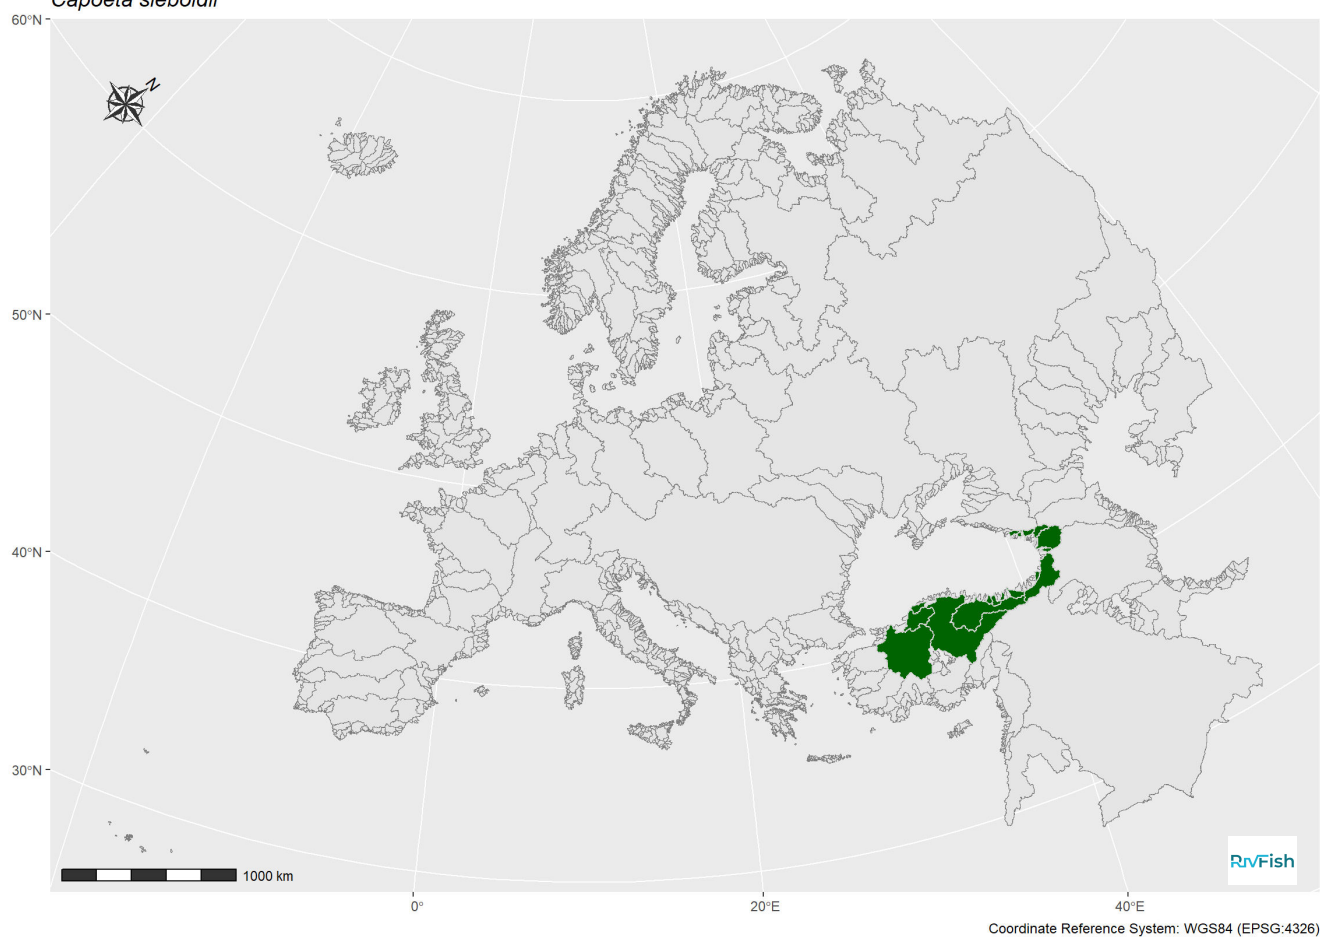 Capoeta sieboldii
60°N
N
50°N
40°N
30°N
1000 km
RivFish
0°
20°E
40°E
Coordinate Reference System: WGS84 (EPSG:4326)